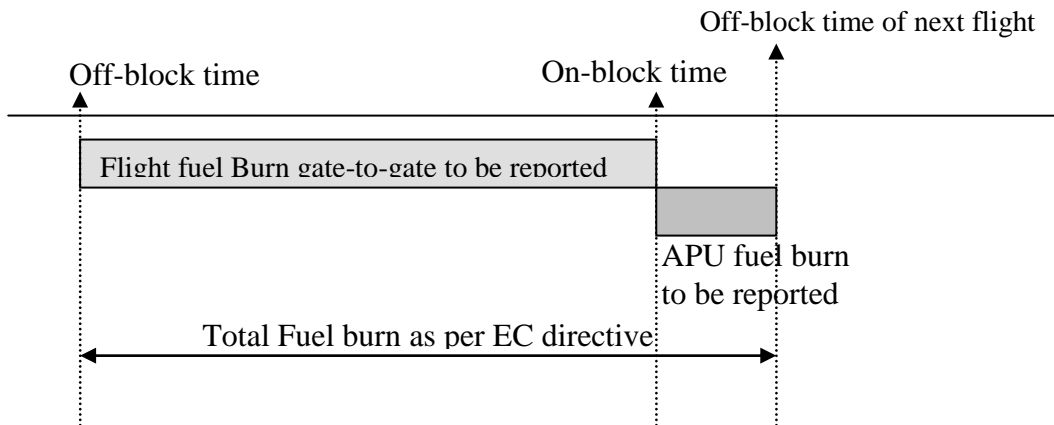 Off-block time of next flight
Off-block time
On-block time
Flight fuel Burn gate-to-gate to be reported
APU fuel burn
to be reported
Total Fuel burn as per EC directive